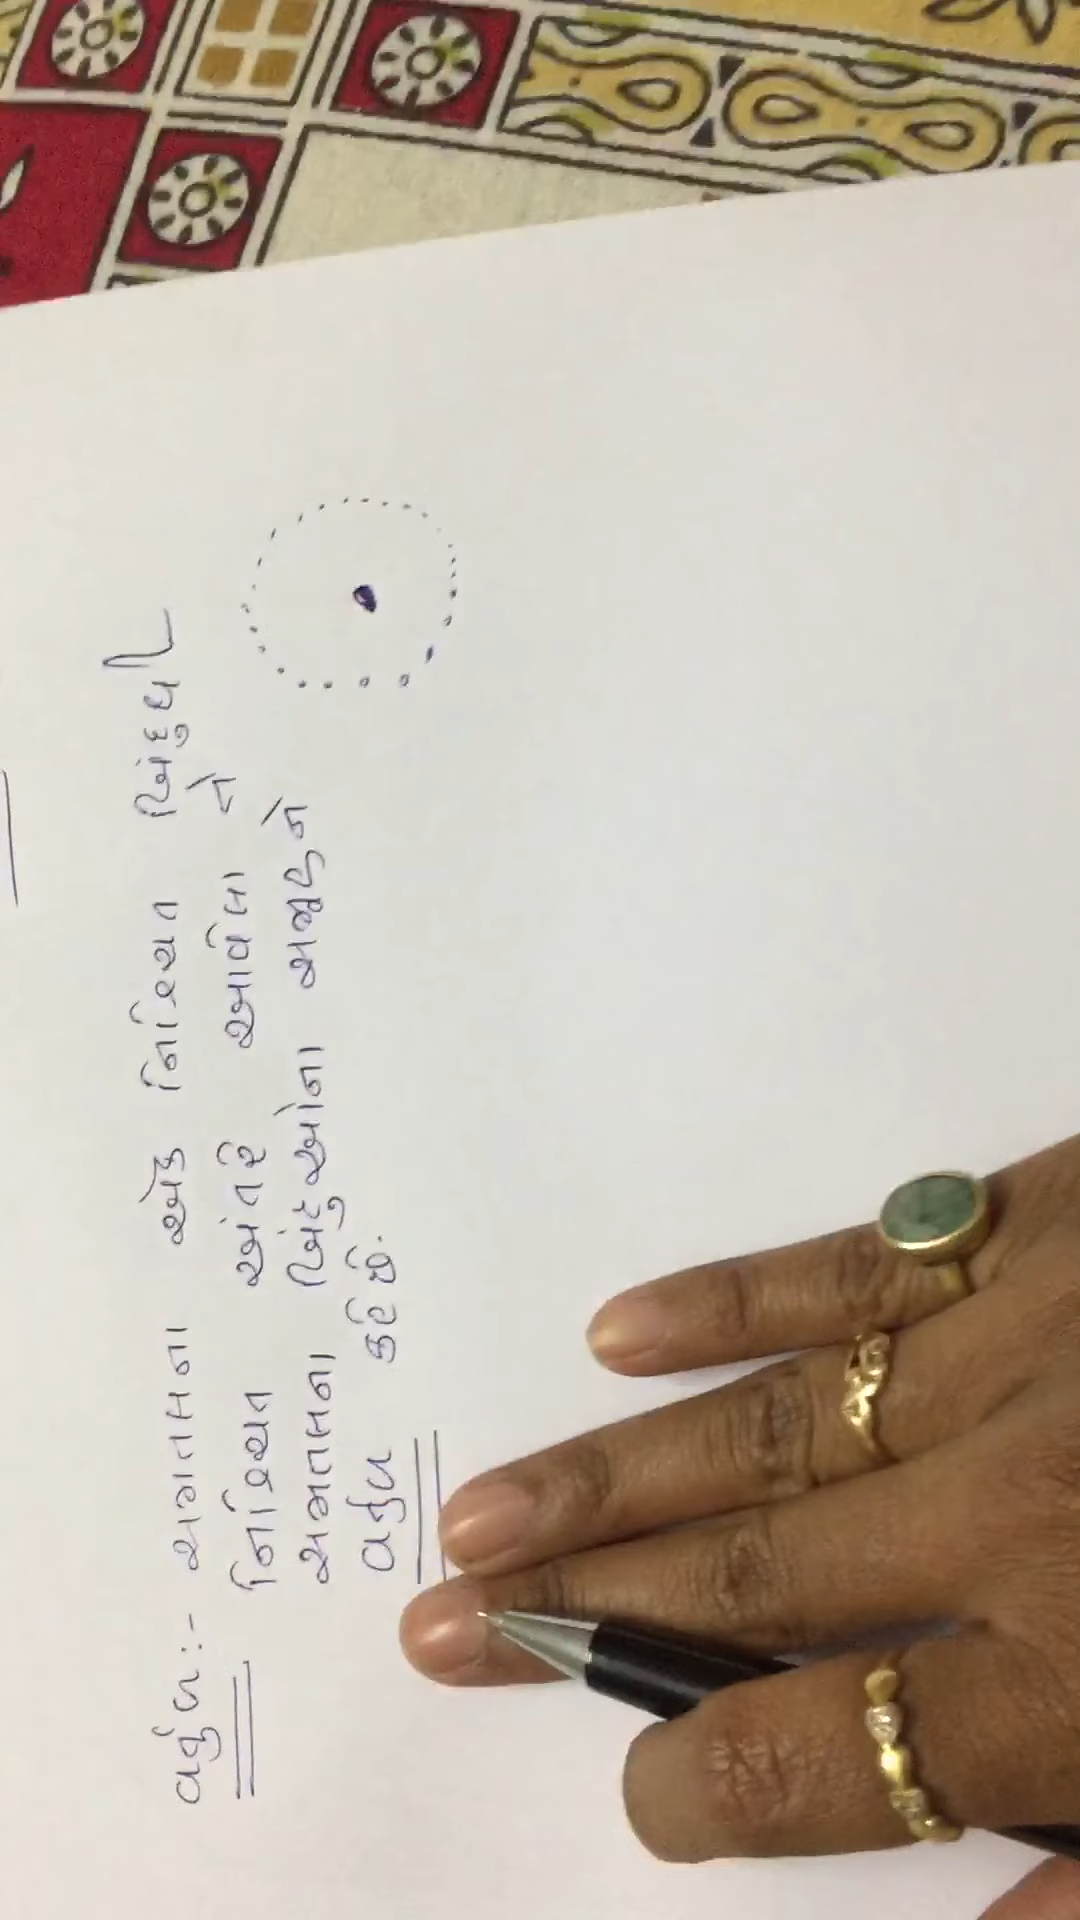 વર્તુળ :- સમતલના એક નિશ્ચિત બિંદુથી
નિશ્ચિત અંતરે આવેલા તે
સમતલના બિંદુઓના સમૂહને
વર્તુળ કહે છે.